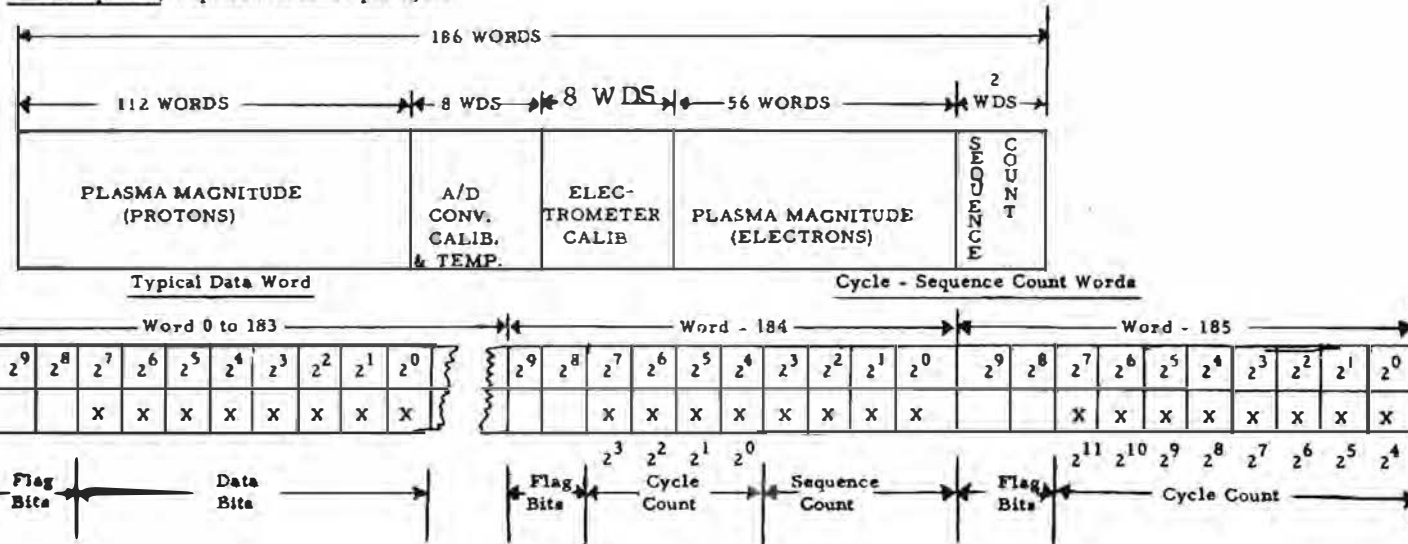 186 WORDS
112 WORDS 8 WDS 8 WDS 56 WORDS 2 WDS
PLASMA MAGNITUDE (PROTONS)
A/D CONV. CALIB. & TEMP.
ELEC-TROMETER CALIB
PLASMA MAGNITUDE (ELECTRONS)
SEQUENCE COUNT
Typical Data Word Cycle - Sequence Count Words
Word 0 to 183 Word - 184 Word - 185
2⁹ 2⁸ 2⁷ 2⁶ 2⁵ 2⁴ 2³ 2² 2¹ 2⁰ 2⁹ 2⁸ 2⁷ 2⁶ 2⁵ 2⁴ 2³ 2² 2¹ 2⁰ 2⁹ 2⁸ 2⁷ 2⁶ 2⁵ 2⁴ 2³ 2² 2¹ 2⁰
x x x x x x x x x x x x x x x x x x x x x x x x
2³ 2² 2¹ 2⁰ 2¹¹ 2¹⁰ 2⁹ 2⁸ 2⁷ 2⁶ 2⁵ 2⁴
Flag Bits Data Bits Flag Bits Cycle Count Sequence Count Flag Bits Cycle Count